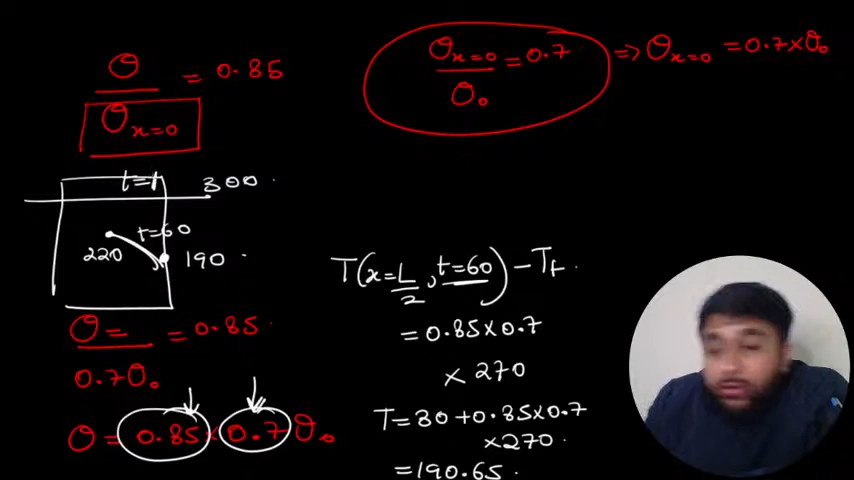 θ / θx=0 = 0.85
θx=0 / θ₀ = 0.7 ⇒ θx=0 = 0.7×θ₀
t=1 300
t=60
220 190
T(x=L/2, t=60) − Tf
= 0.85×0.7
× 270
θ = / 0.7θ₀ = 0.85
T= 30+0.85×0.7
×270
=190.65
θ = 0.85×0.7 θ₀